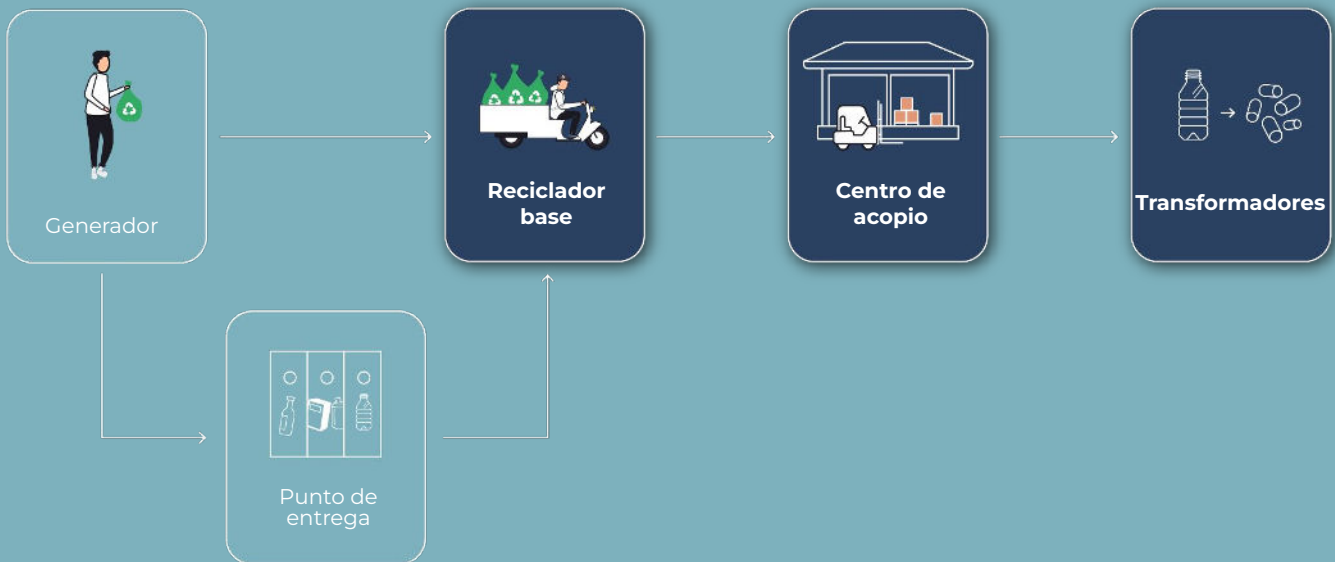 Generador
Reciclador
base
Centro de
acopio
Transformadores
Punto de
entrega